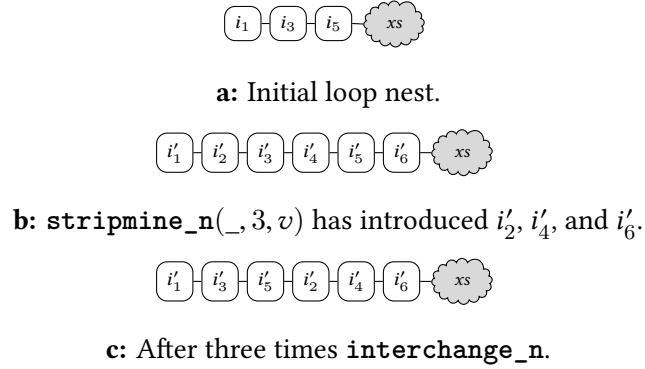 i₁ i₃ i₅ xs
a: Initial loop nest.
i′₁ i′₂ i′₃ i′₄ i′₅ i′₆ xs
b: stripmine_n(_, 3, v) has introduced i′₂, i′₄, and i′₆.
i′₁ i′₃ i′₅ i′₂ i′₄ i′₆ xs
c: After three times interchange_n.